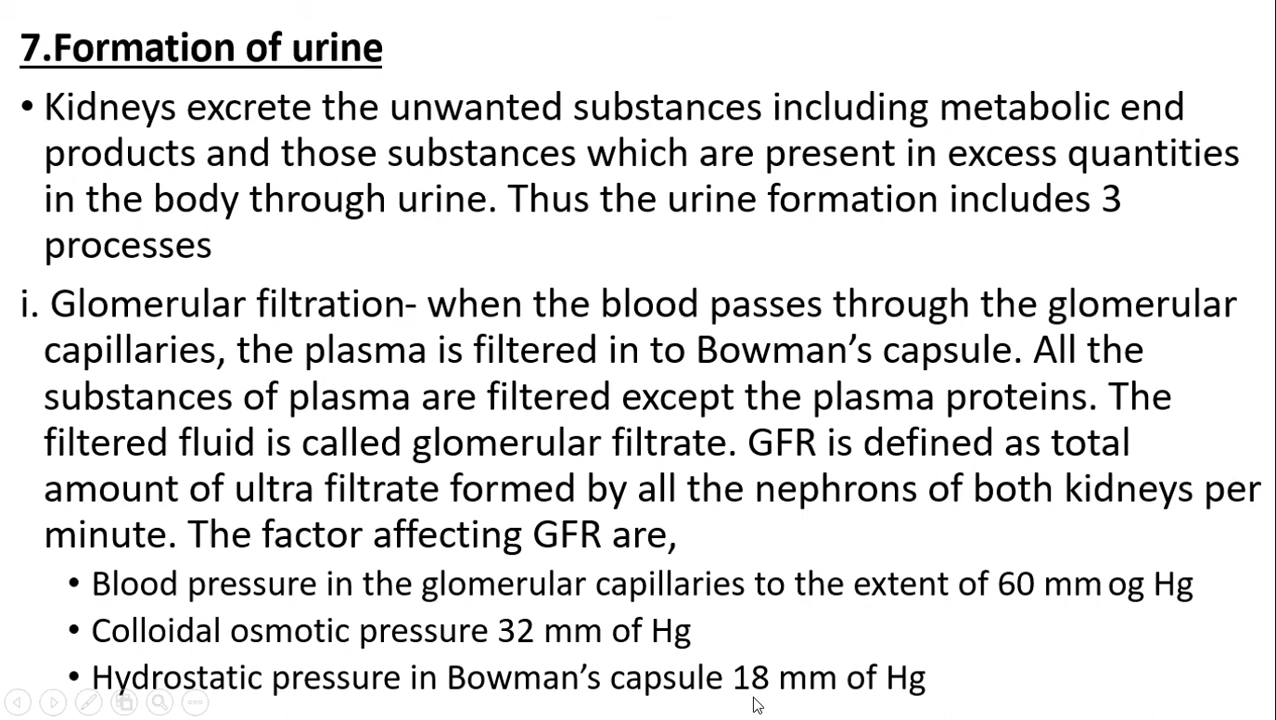 7.Formation of urine
• Kidneys excrete the unwanted substances including metabolic end
products and those substances which are present in excess quantities
in the body through urine. Thus the urine formation includes 3
processes
i. Glomerular filtration- when the blood passes through the glomerular
capillaries, the plasma is filtered in to Bowman’s capsule. All the
substances of plasma are filtered except the plasma proteins. The
filtered fluid is called glomerular filtrate. GFR is defined as total
amount of ultra filtrate formed by all the nephrons of both kidneys per
minute. The factor affecting GFR are,
• Blood pressure in the glomerular capillaries to the extent of 60 mm og Hg
• Colloidal osmotic pressure 32 mm of Hg
• Hydrostatic pressure in Bowman’s capsule 18 mm of Hg